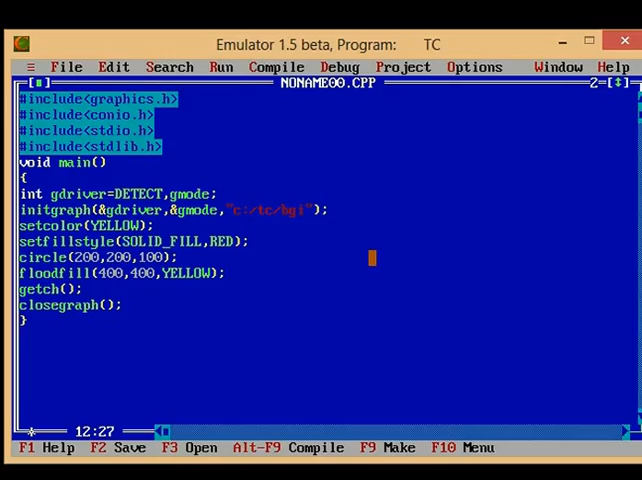 Emulator 1.5 beta, Program: TC
≡ File Edit Search Run Compile Debug Project Options Window Help
[■] NONAME00.CPP 2=[↕]
#include<graphics.h>
#include<conio.h>
#include<stdio.h>
#include<stdlib.h>
void main()
{
int gdriver=DETECT,gmode;
initgraph(&gdriver,&gmode,"c:/tc/bgi");
setcolor(YELLOW);
setfillstyle(SOLID_FILL,RED);
circle(200,200,100);
floodfill(400,400,YELLOW);
getch();
closegraph();
}
12:27
F1 Help F2 Save F3 Open Alt-F9 Compile F9 Make F10 Menu